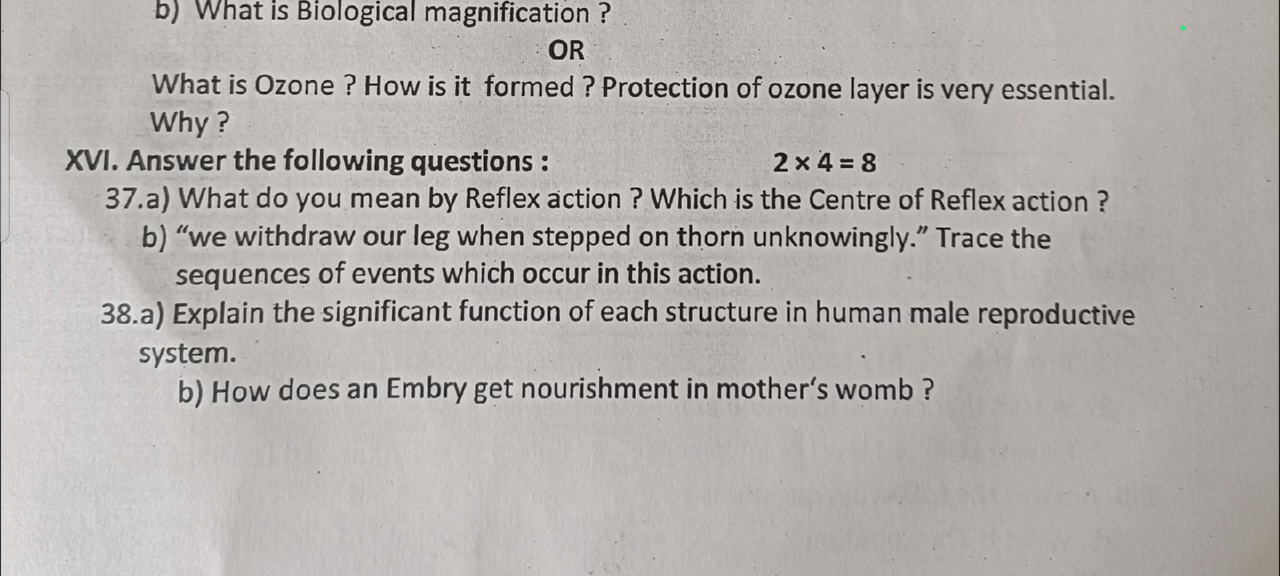 b) What is Biological magnification ?
OR
What is Ozone ? How is it formed ? Protection of ozone layer is very essential.
Why ?
XVI. Answer the following questions : 2 × 4 = 8
37.a) What do you mean by Reflex action ? Which is the Centre of Reflex action ?
b) “we withdraw our leg when stepped on thorn unknowingly.” Trace the
sequences of events which occur in this action.
38.a) Explain the significant function of each structure in human male reproductive
system.
b) How does an Embry get nourishment in mother’s womb ?